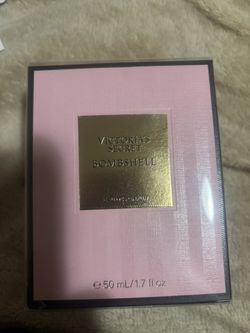 VICTORIA'S
SECRET
BOMBSHELL
℮ 50 mL/1.7 fl oz